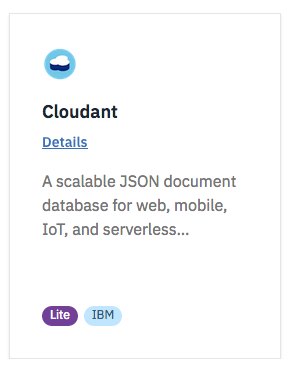 Cloudant
Details
A scalable JSON document
database for web, mobile,
IoT, and serverless...
Lite IBM